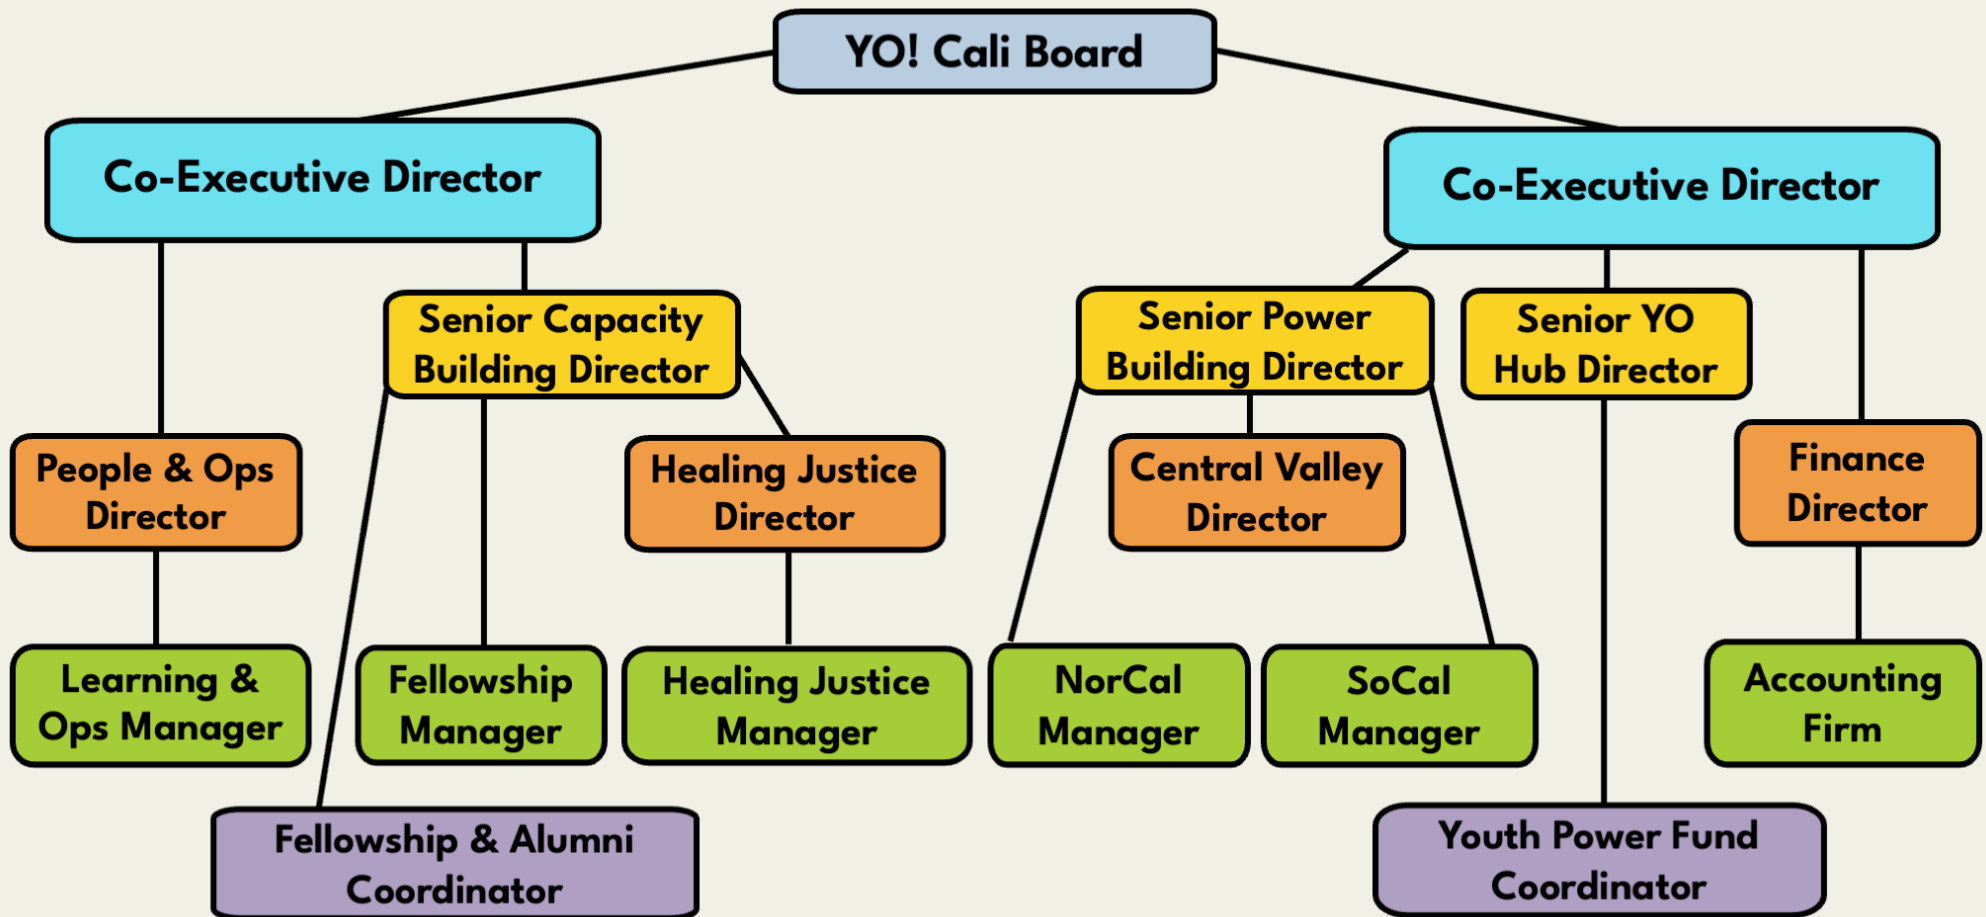 YO! Cali Board
Co-Executive Director
Co-Executive Director
Senior Capacity
Building Director
Senior Power
Building Director
Senior YO
Hub Director
People & Ops
Director
Healing Justice
Director
Central Valley
Director
Finance
Director
Learning &
Ops Manager
Fellowship
Manager
Healing Justice
Manager
NorCal
Manager
SoCal
Manager
Accounting
Firm
Fellowship & Alumni
Coordinator
Youth Power Fund
Coordinator